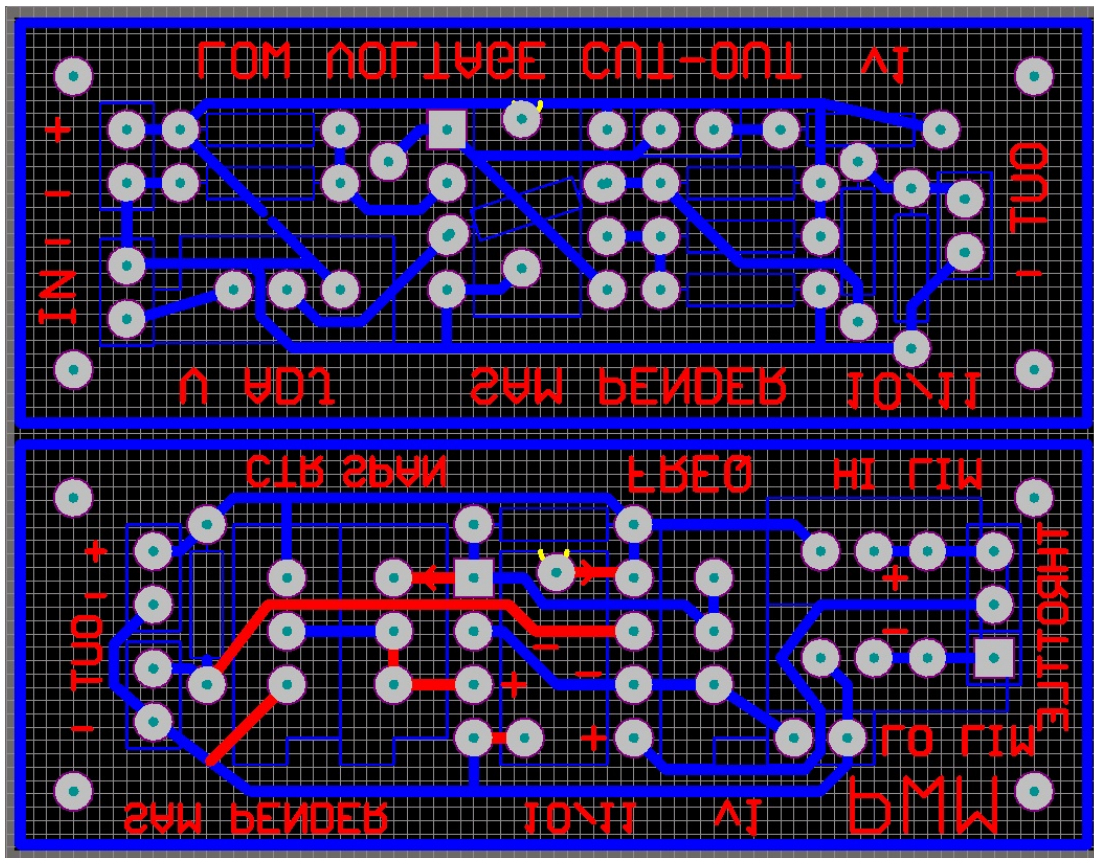 LOW VOLTAGE CUT-OUT V1
+
-
- IN
OUT
-
V ADJ SAM PENDER 10/11
CTR SPAN FREQ HI LIM
+
- OUT
-
THROTTLE
+
-
-
-
+
+
LO LIM
PWM
SAM PENDER 10/11 V1